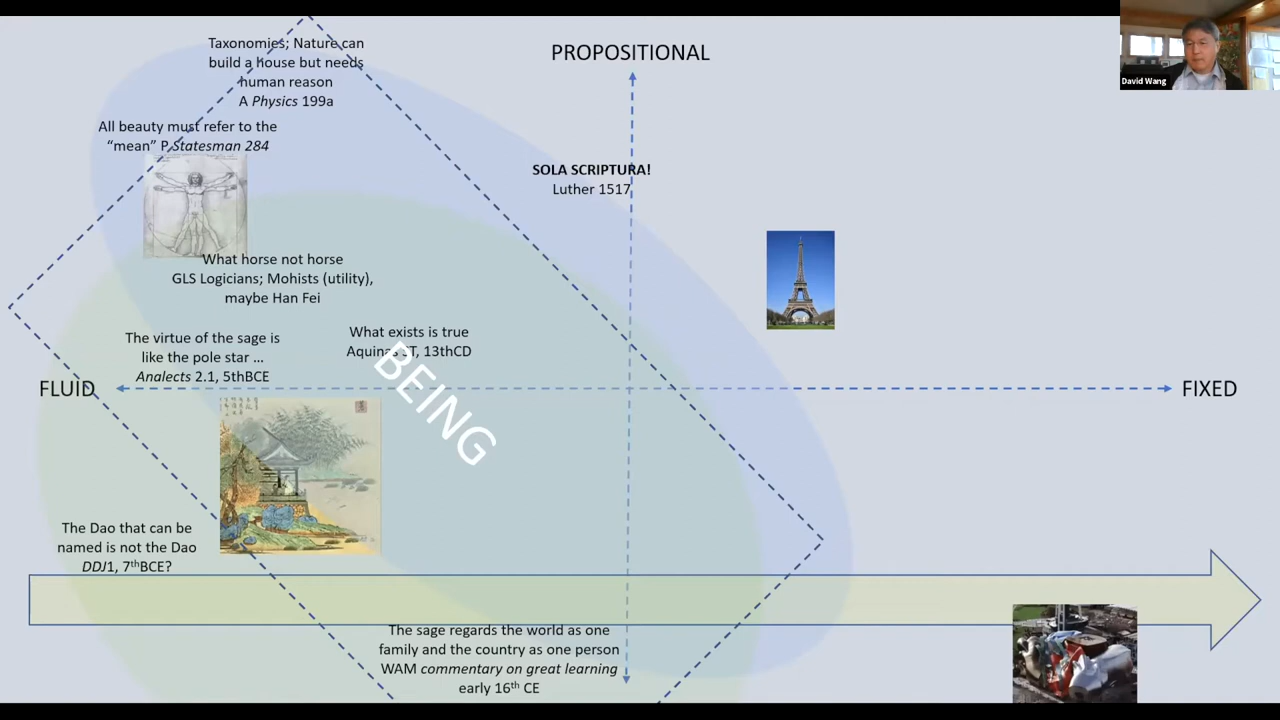 Taxonomies; Nature can
build a house but needs
human reason
A Physics 199a
PROPOSITIONAL
David Wang
All beauty must refer to the
“mean” P Statesman 284
SOLA SCRIPTURA!
Luther 1517
What horse not horse
GLS Logicians; Mohists (utility),
maybe Han Fei
The virtue of the sage is
like the pole star ...
Analects 2.1, 5thBCE
What exists is true
Aquinas ST, 13thCD
BEING
FLUID
FIXED
The Dao that can be
named is not the Dao
DDJ1, 7thBCE?
The sage regards the world as one
family and the country as one person
WAM commentary on great learning
early 16th CE